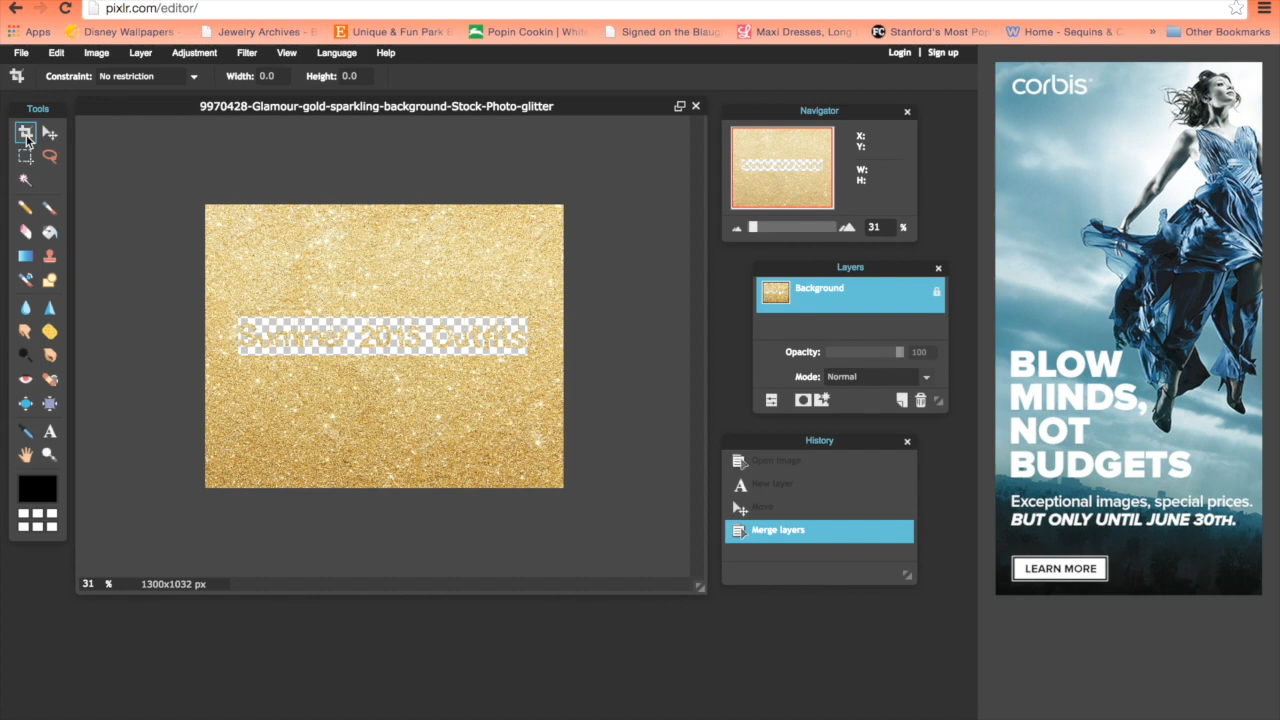 pixlr.com/editor/
Apps Disney Wallpapers - Jewelry Archives - B Unique & Fun Park B Popin Cookin | White Signed on the Blaug Maxi Dresses, Long Stanford's Most Pop Home - Sequins & C » Other Bookmarks
File Edit Image Layer Adjustment Filter View Language Help Login Sign up
Constraint: No restriction Width: 0.0 Height: 0.0
Tools
9970428-Glamour-gold-sparkling-background-Stock-Photo-glitter
Summer 2015 Outfits
31 % 1300x1032 px
Navigator
X:
Y:
W:
H:
31 %
Layers
Background
Opacity: 100
Mode: Normal
History
Open image
New layer
Move
Merge layers
corbis
BLOW
MINDS,
NOT
BUDGETS
Exceptional images, special prices.
BUT ONLY UNTIL JUNE 30TH.
LEARN MORE